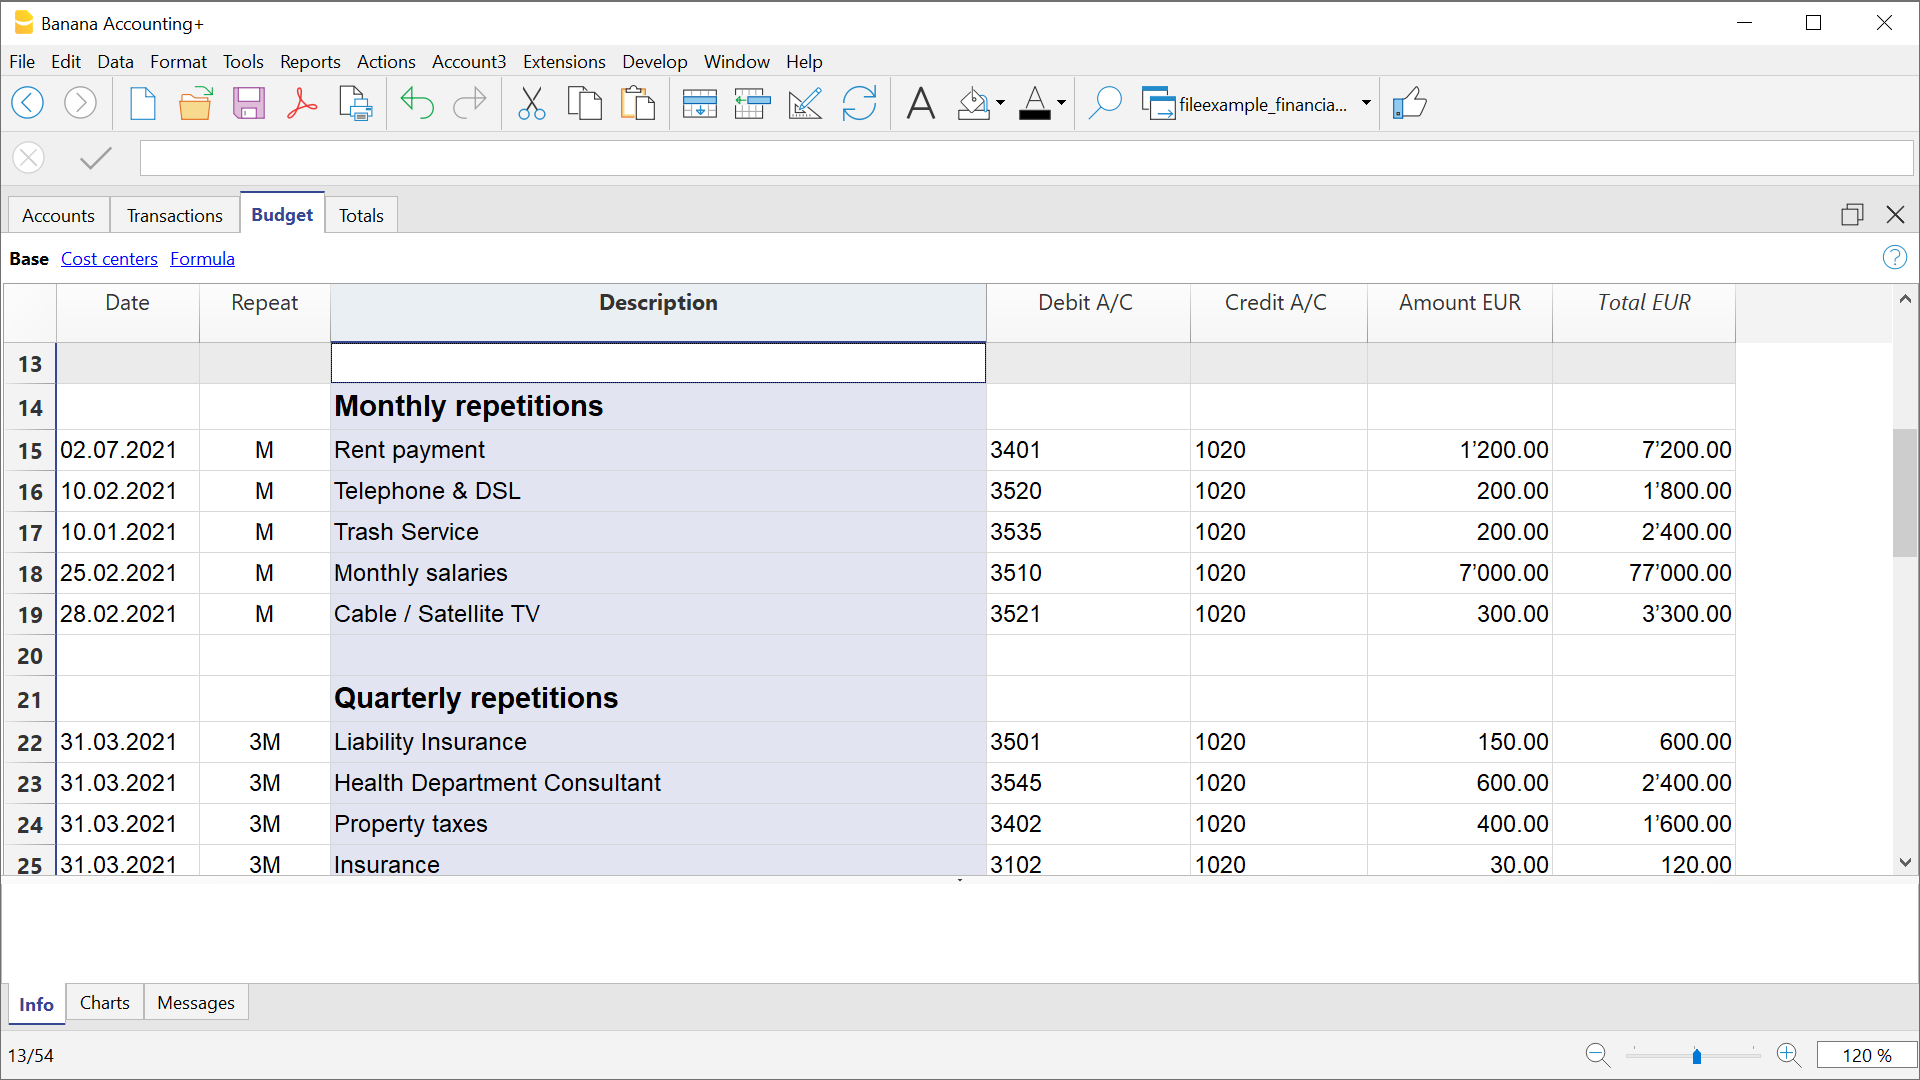 Banana Accounting+
File Edit Data Format Tools Reports Actions Account3 Extensions Develop Window Help
fileexample_financia...
Accounts Transactions Budget Totals
Base Cost centers Formula
Date Repeat Description Debit A/C Credit A/C Amount EUR Total EUR
13
14 Monthly repetitions
15 02.07.2021 M Rent payment 3401 1020 1’200.00 7’200.00
16 10.02.2021 M Telephone & DSL 3520 1020 200.00 1’800.00
17 10.01.2021 M Trash Service 3535 1020 200.00 2’400.00
18 25.02.2021 M Monthly salaries 3510 1020 7’000.00 77’000.00
19 28.02.2021 M Cable / Satellite TV 3521 1020 300.00 3’300.00
20
21 Quarterly repetitions
22 31.03.2021 3M Liability Insurance 3501 1020 150.00 600.00
23 31.03.2021 3M Health Department Consultant 3545 1020 600.00 2’400.00
24 31.03.2021 3M Property taxes 3402 1020 400.00 1’600.00
25 31.03.2021 3M Insurance 3102 1020 30.00 120.00
Info Charts Messages
13/54 120 %